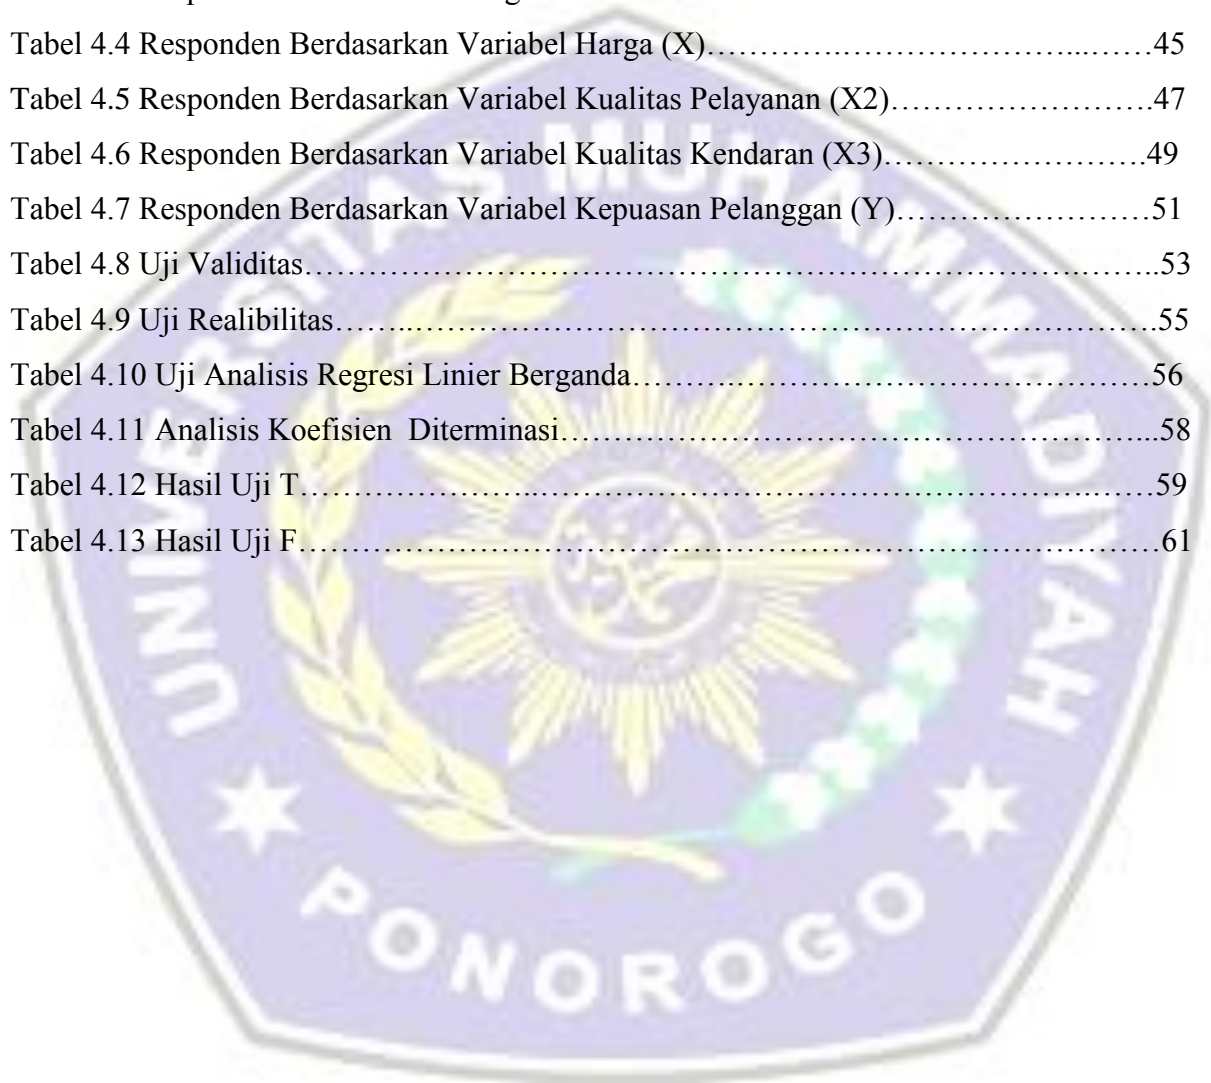 Tabel 4.4 Responden Berdasarkan Variabel Harga (X)………….…………………...……45
Tabel 4.5 Responden Berdasarkan Variabel Kualitas Pelayanan (X2)…………………….47
Tabel 4.6 Responden Berdasarkan Variabel Kualitas Kendaran (X3)…………………….49
Tabel 4.7 Responden Berdasarkan Variabel Kepuasan Pelanggan (Y)……………………51
Tabel 4.8 Uji Validitas……………………………………………………………….……..53
Tabel 4.9 Uji Realibilitas…….…………………………………………………………….55
Tabel 4.10 Uji Analisis Regresi Linier Berganda……….…………………………………56
Tabel 4.11 Analisis Koefisien  Diterminasi………………………………………………...58
Tabel 4.12 Hasil Uji T…………………..……………………………………………..……59
Tabel 4.13 Hasil Uji F……………………………………………………………………61
UNIVERSITAS MUHAMMADIYAH
PONOROGO